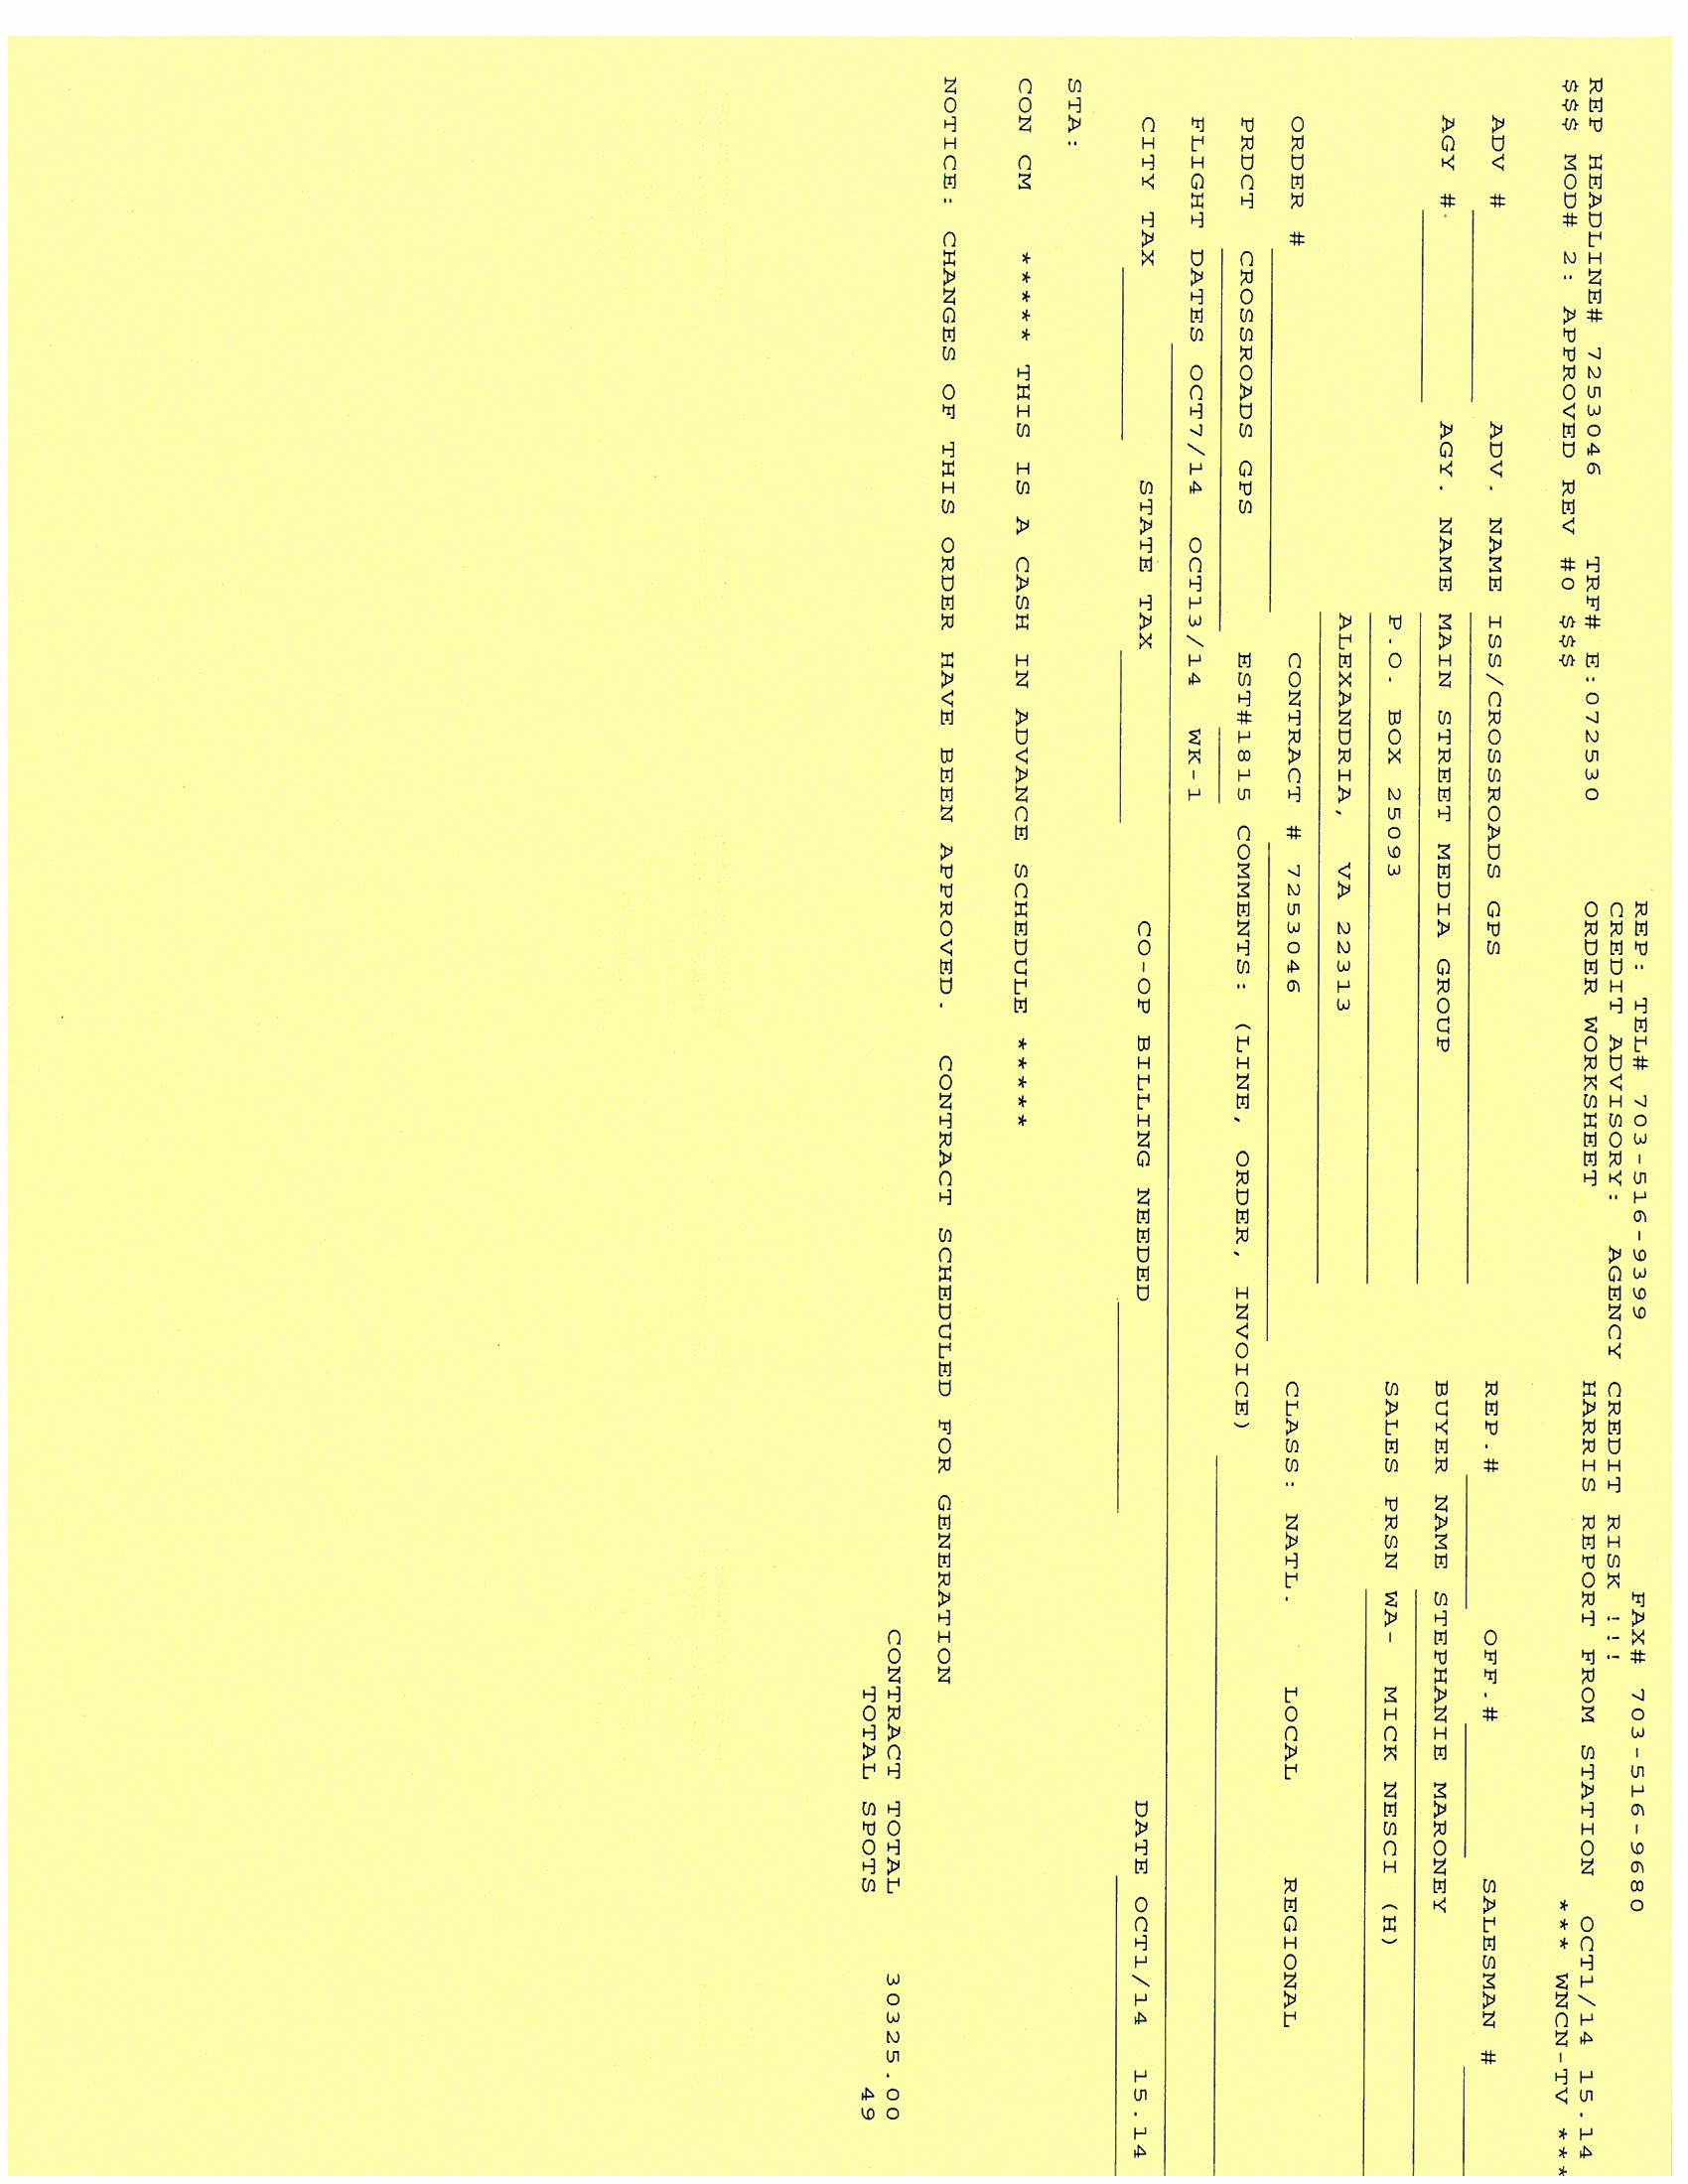 REP: TEL# 703-516-9399 FAX# 703-516-9680
CREDIT ADVISORY: AGENCY CREDIT RISK !!!
REP HEADLINE# 7253046 TRF# E:072530 ORDER WORKSHEET HARRIS REPORT FROM STATION OCT1/14 15.14
$$$ MOD# 2: APPROVED REV #0 $$$ *** WNCN-TV ***
ADV # ADV. NAME ISS/CROSSROADS GPS REP.# OFF.# SALESMAN #
AGY # AGY. NAME MAIN STREET MEDIA GROUP BUYER NAME STEPHANIE MARONEY
P.O. BOX 25093 SALES PRSN WA- MICK NESCI (H)
ALEXANDRIA, VA 22313
ORDER # CONTRACT # 7253046 CLASS: NATL. LOCAL REGIONAL
PRDCT CROSSROADS GPS EST#1815 COMMENTS: (LINE, ORDER, INVOICE)
FLIGHT DATES OCT7/14 OCT13/14 WK-1
CITY TAX STATE TAX CO-OP BILLING NEEDED DATE OCT1/14 15.14
STA:
CON CM ***** THIS IS A CASH IN ADVANCE SCHEDULE *****
NOTICE: CHANGES OF THIS ORDER HAVE BEEN APPROVED. CONTRACT SCHEDULED FOR GENERATION
CONTRACT TOTAL 30325.00
TOTAL SPOTS 49